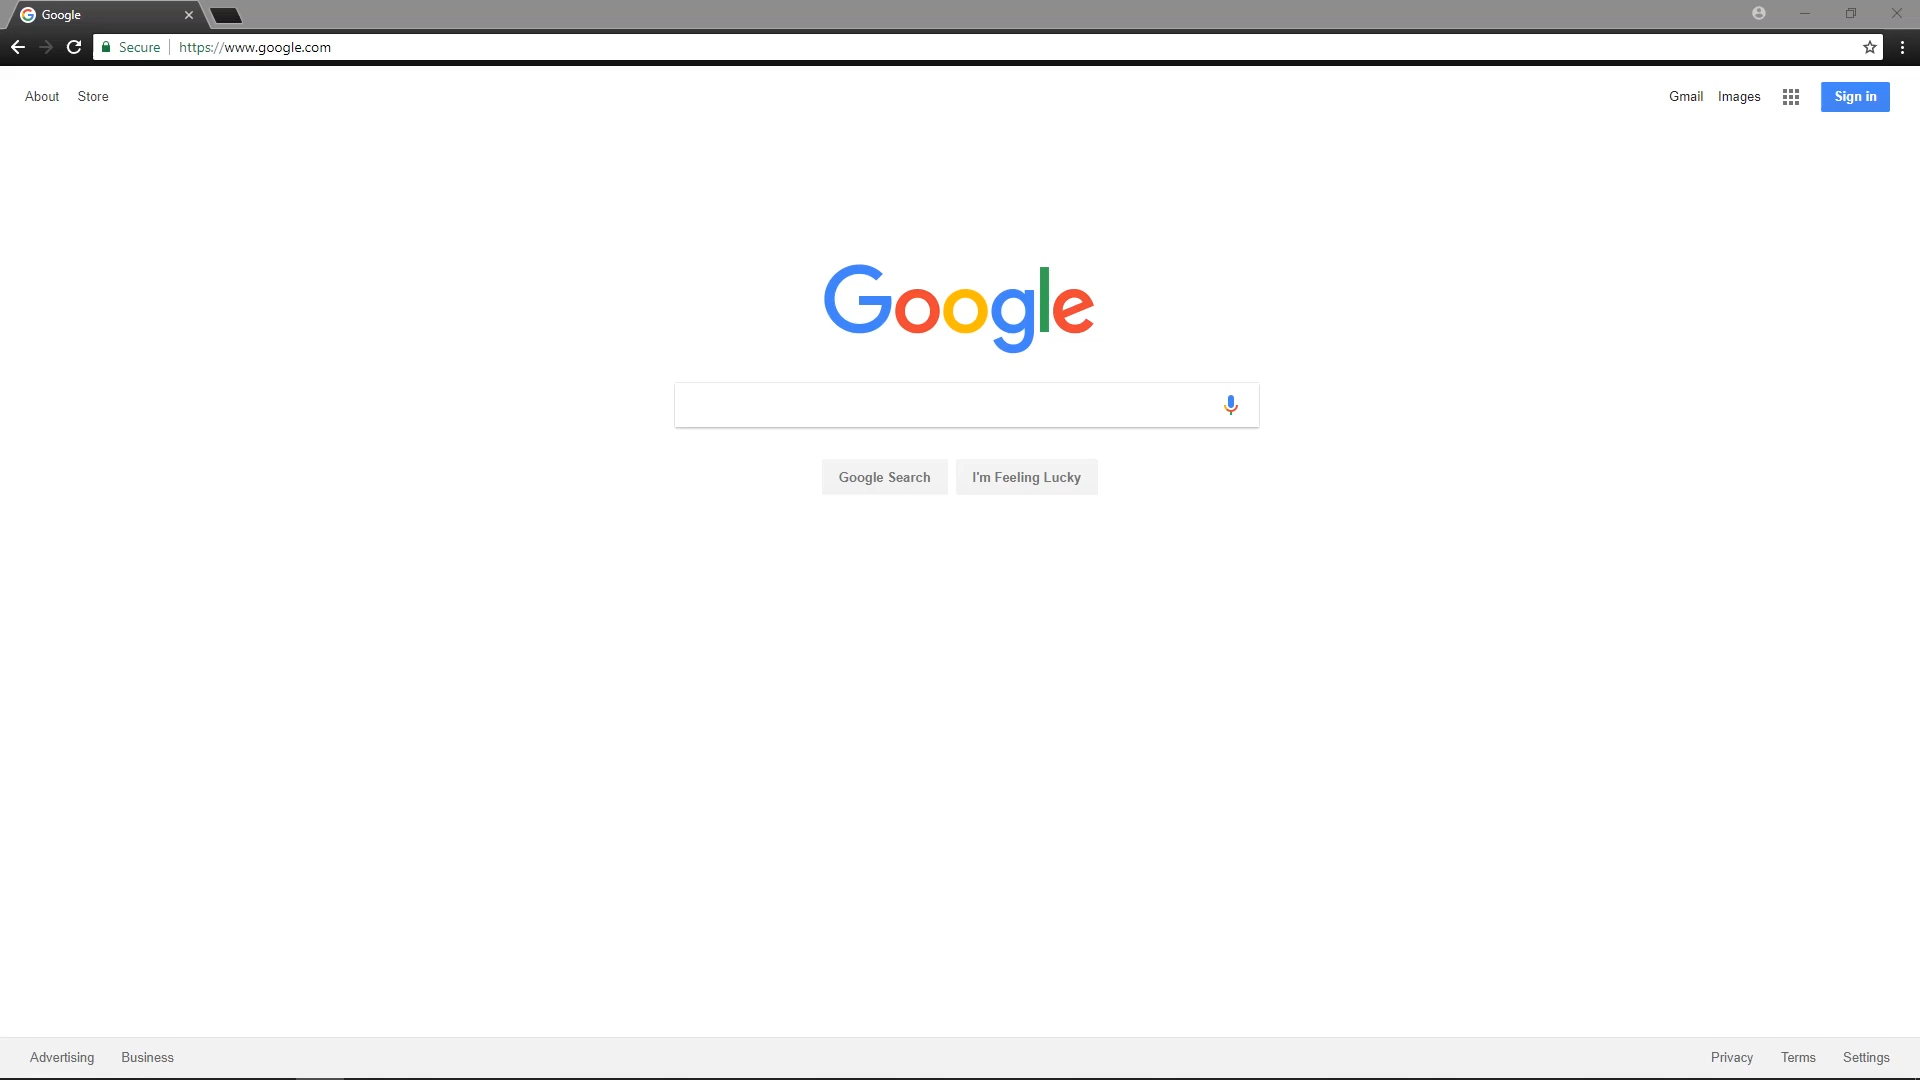 Google
Secure https://www.google.com
About Store Gmail Images Sign in
Google
Google Search I'm Feeling Lucky
Advertising Business Privacy Terms Settings